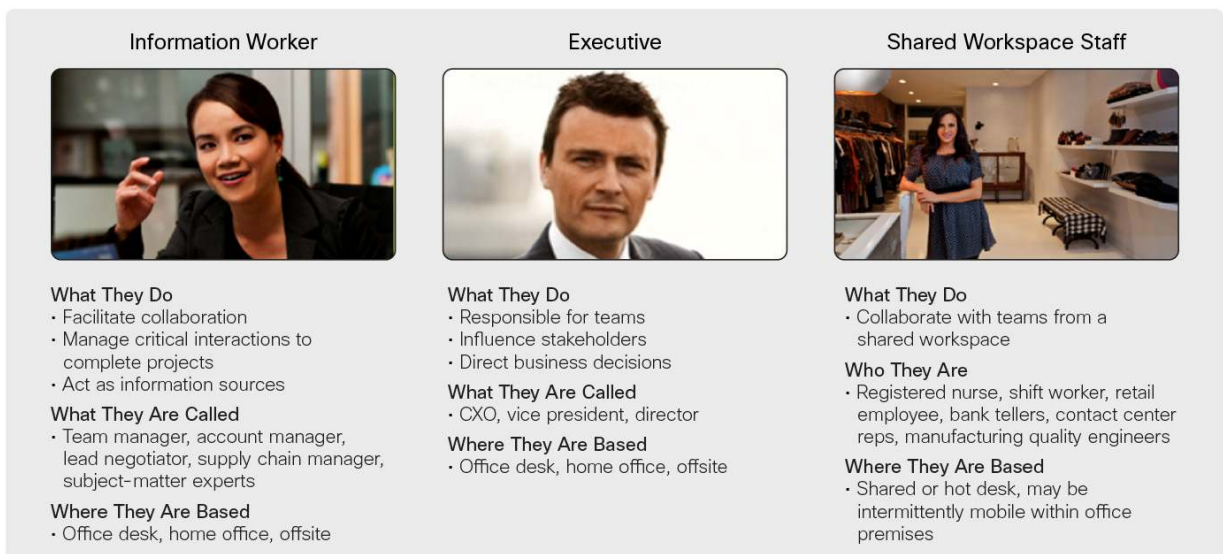 Information Worker
What They Do
· Facilitate collaboration
· Manage critical interactions to
complete projects
· Act as information sources
What They Are Called
· Team manager, account manager,
lead negotiator, supply chain manager,
subject-matter experts
Where They Are Based
· Office desk, home office, offsite
Executive
What They Do
· Responsible for teams
· Influence stakeholders
· Direct business decisions
What They Are Called
· CXO, vice president, director
Where They Are Based
· Office desk, home office, offsite
Shared Workspace Staff
What They Do
· Collaborate with teams from a
shared workspace
Who They Are
· Registered nurse, shift worker, retail
employee, bank tellers, contact center
reps, manufacturing quality engineers
Where They Are Based
· Shared or hot desk, may be
intermittently mobile within office
premises